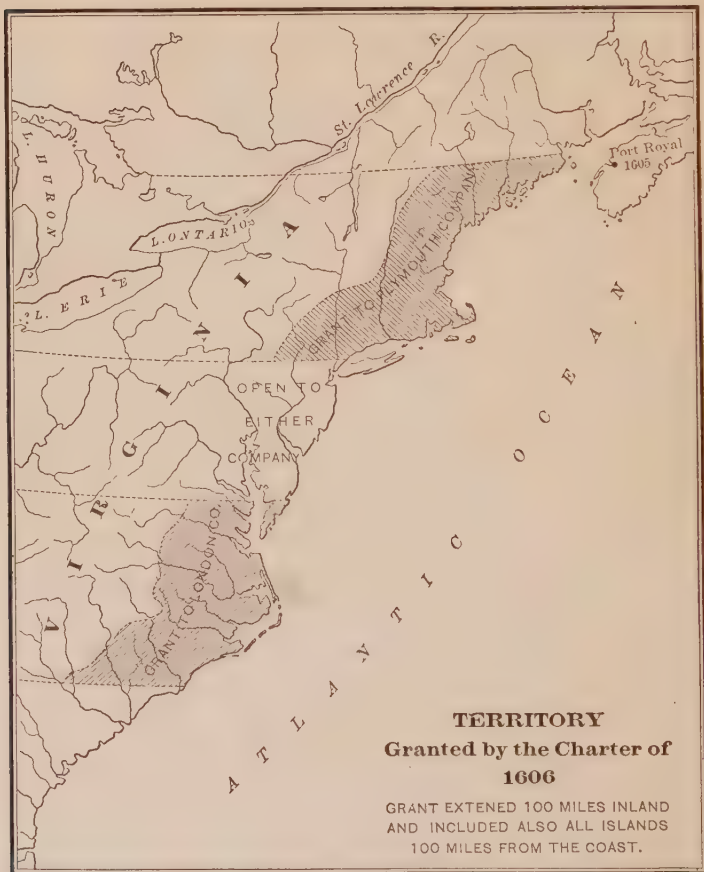 St. Lawrence R.
L. HURON
Port Royal
1605
L. ONTARIO
L. ERIE
VIRGINIA
GRANT TO PLYMOUTH COMPANY
OPEN TO
EITHER
COMPANY
GRANT TO LONDON CO.
ATLANTIC OCEAN
TERRITORY
Granted by the Charter of
1606
GRANT EXTENED 100 MILES INLAND
AND INCLUDED ALSO ALL ISLANDS
100 MILES FROM THE COAST.